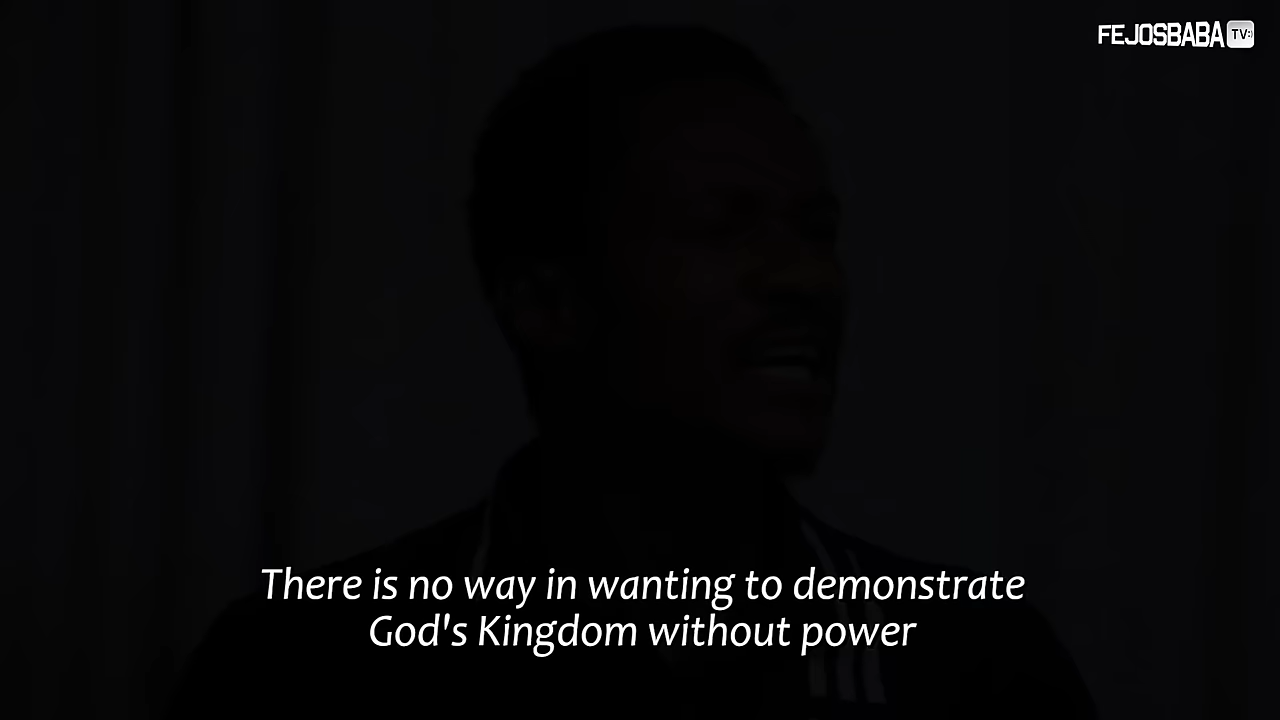 FEJOSBABA TV:)
There is no way in wanting to demonstrate
God's Kingdom without power